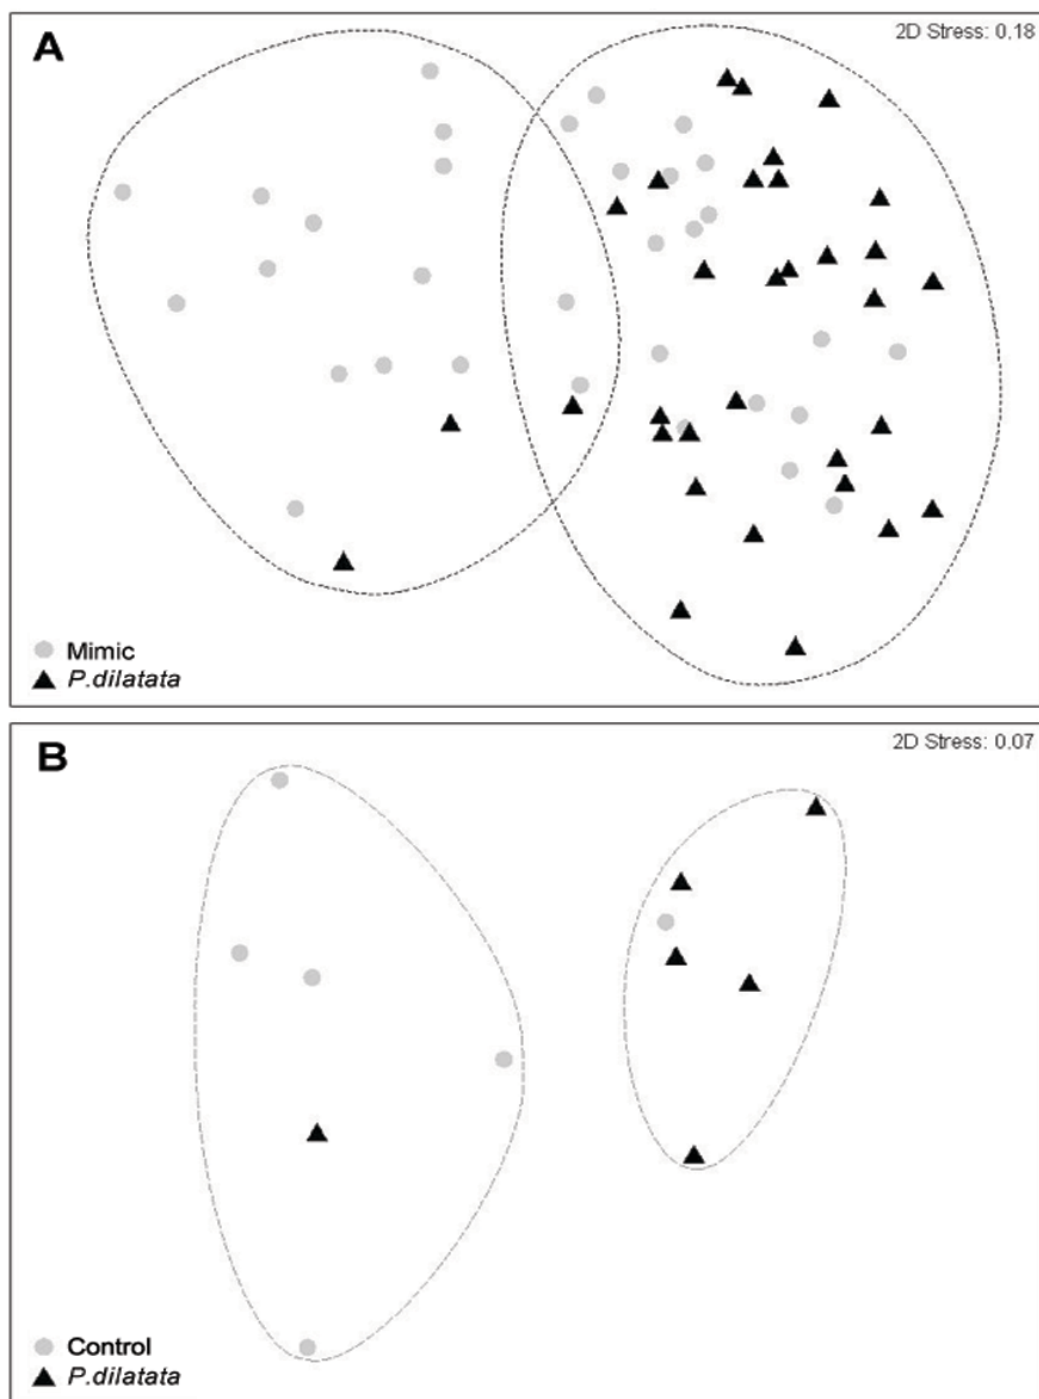 A
2D Stress: 0.18
Mimic
P.dilatata
B
2D Stress: 0.07
Control
P.dilatata